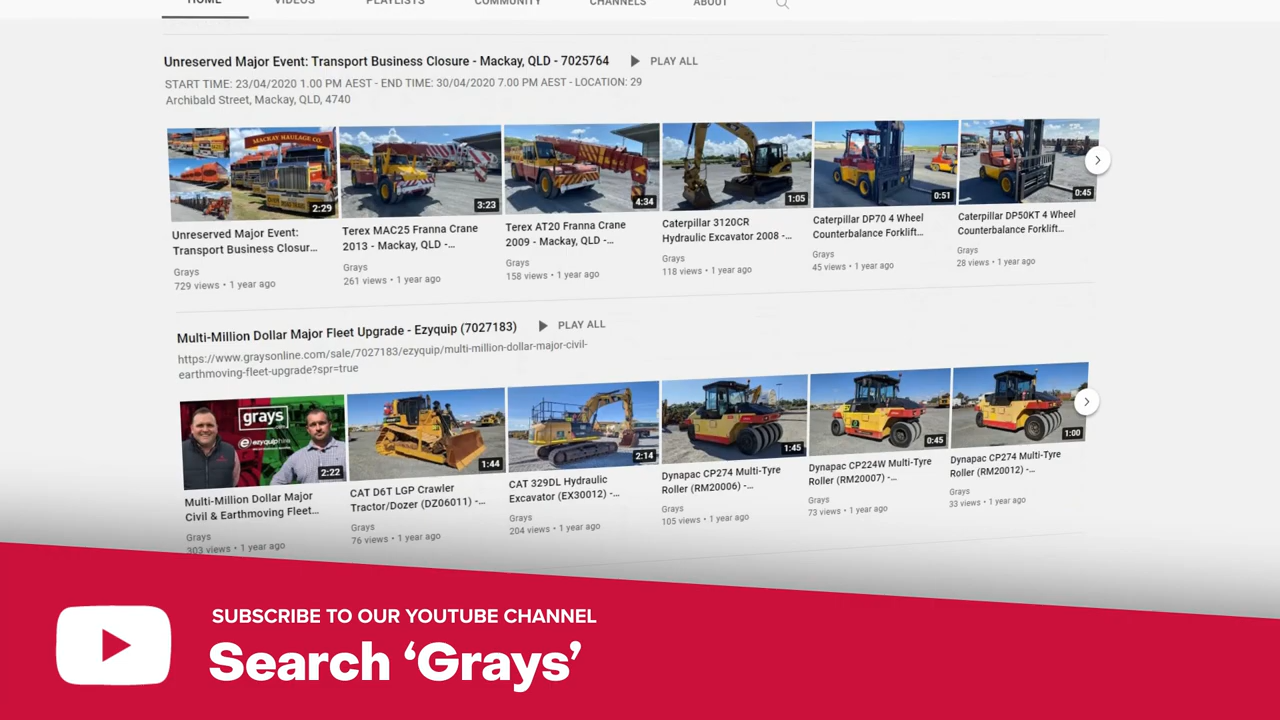 HOME VIDEOS PLAYLISTS COMMUNITY CHANNELS ABOUT
Unreserved Major Event: Transport Business Closure - Mackay, QLD - 7025764 PLAY ALL
START TIME: 23/04/2020 1.00 PM AEST - END TIME: 30/04/2020 7.00 PM AEST - LOCATION: 29
Archibald Street, Mackay, QLD, 4740
MACKAY HAULAGE CO.
2:29 3:23 4:34 1:05 0:51 0:45
Unreserved Major Event:
Transport Business Closur...
Grays
729 views • 1 year ago
Terex MAC25 Franna Crane
2013 - Mackay, QLD -...
Grays
261 views • 1 year ago
Terex AT20 Franna Crane
2009 - Mackay, QLD -...
Grays
158 views • 1 year ago
Caterpillar 3120CR
Hydraulic Excavator 2008 -...
Grays
118 views • 1 year ago
Caterpillar DP70 4 Wheel
Counterbalance Forklift...
Grays
45 views • 1 year ago
Caterpillar DP50KT 4 Wheel
Counterbalance Forklift...
Grays
28 views • 1 year ago
Multi-Million Dollar Major Fleet Upgrade - Ezyquip (7027183) PLAY ALL
https://www.graysonline.com/sale/7027183/ezyquip/multi-million-dollar-major-civil-
earthmoving-fleet-upgrade?spr=true
grays
ezyquiphire
2:22 1:44 2:14 1:45 0:45 1:00
Multi-Million Dollar Major
Civil & Earthmoving Fleet...
Grays
303 views • 1 year ago
CAT D6T LGP Crawler
Tractor/Dozer (DZ06011) -...
Grays
76 views • 1 year ago
CAT 329DL Hydraulic
Excavator (EX30012) -...
Grays
204 views • 1 year ago
Dynapac CP274 Multi-Tyre
Roller (RM20006) -...
Grays
105 views • 1 year ago
Dynapac CP224W Multi-Tyre
Roller (RM20007) -...
Grays
73 views • 1 year ago
Dynapac CP274 Multi-Tyre
Roller (RM20012) -...
Grays
33 views • 1 year ago
SUBSCRIBE TO OUR YOUTUBE CHANNEL
Search ‘Grays’